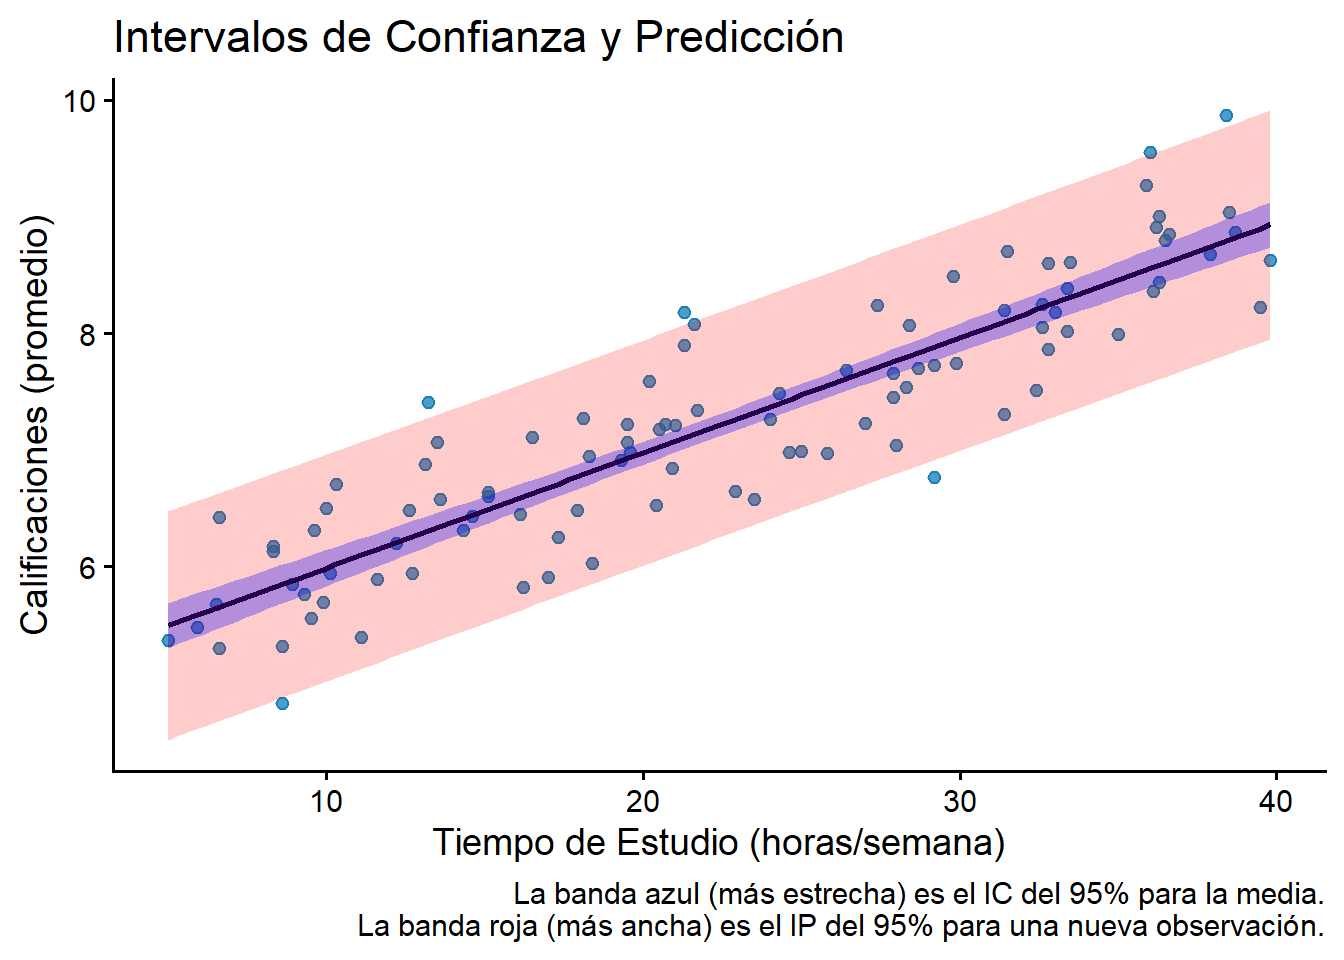 Intervalos de Confianza y Predicción
Calificaciones (promedio)
10
8
6
10
20
30
40
Tiempo de Estudio (horas/semana)
La banda azul (más estrecha) es el IC del 95% para la media.
La banda roja (más ancha) es el IP del 95% para una nueva observación.